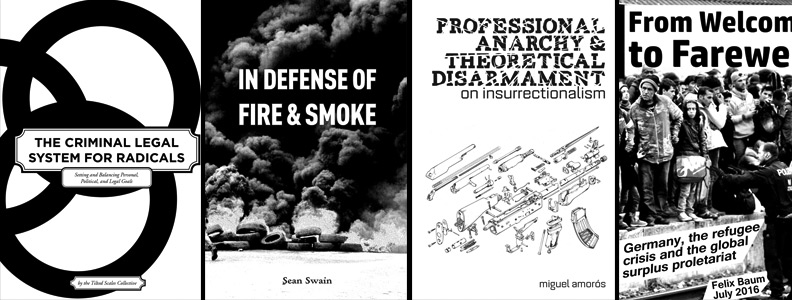 THE CRIMINAL LEGAL
SYSTEM FOR RADICALS
Setting and Balancing Personal,
Political, and Legal Goals
by the Tilted Scales Collective
IN DEFENSE OF
FIRE & SMOKE
Sean Swain
PROFESSIONAL
ANARCHY &
THEORETICAL
DISARMAMENT
on insurrectionalism
miguel amorós
From Welcom
to Farewe
Germany, the refugee
crisis and the global
surplus proletariat
Felix Baum
July 2016